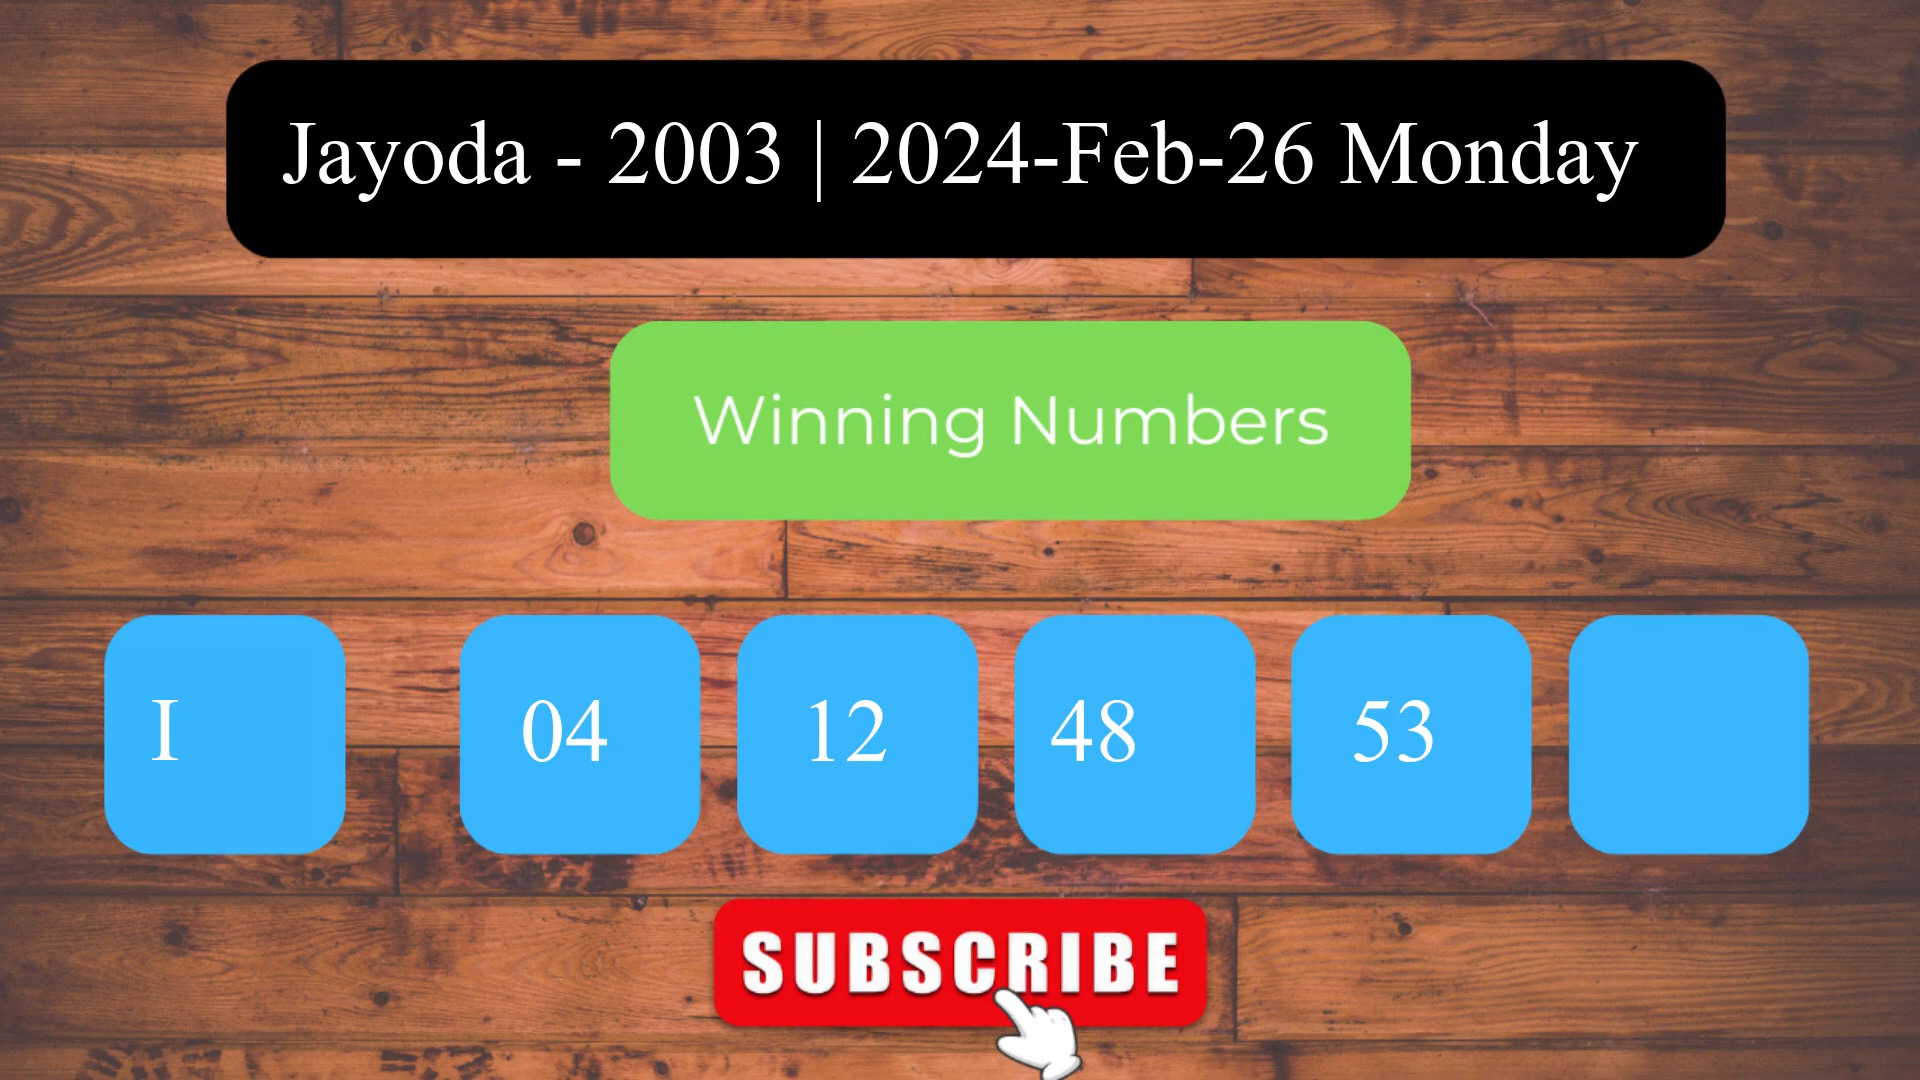 Jayoda - 2003 | 2024-Feb-26 Monday
Winning Numbers
I 04 12 48 53
SUBSCRIBE